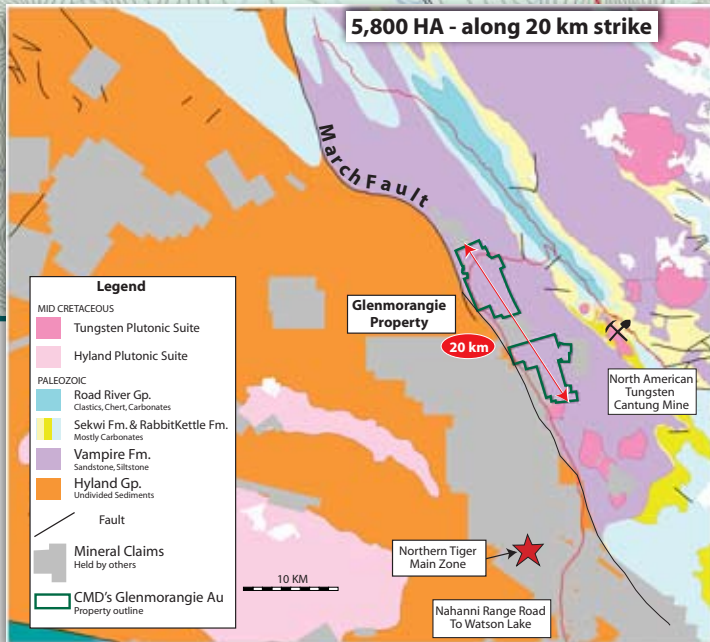 5,800 HA - along 20 km strike
March Fault
Glenmorangie
Property
20 km
North American
Tungsten
Cantung Mine
Legend
MID CRETACEOUS
Tungsten Plutonic Suite
Hyland Plutonic Suite
PALEOZOIC
Road River Gp.
Clastics, Chert, Carbonates
Sekwi Fm. & RabbitKettle Fm.
Mostly Carbonates
Vampire Fm.
Sandstone, Siltstone
Hyland Gp.
Undivided Sediments
Fault
Mineral Claims
Held by others
CMD's Glenmorangie Au
Property outline
10 KM
Northern Tiger
Main Zone
Nahanni Range Road
To Watson Lake